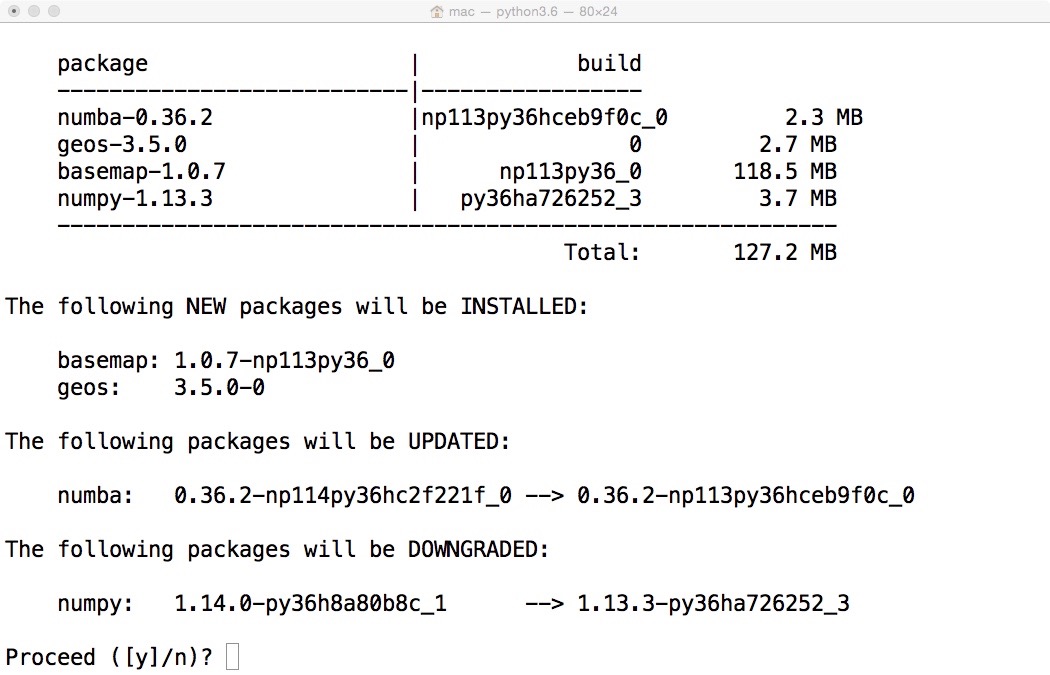 mac — python3.6 — 80×24
package | build
---------------------------|-----------------
numba-0.36.2 |np113py36hceb9f0c_0 2.3 MB
geos-3.5.0 | 0 2.7 MB
basemap-1.0.7 | np113py36_0 118.5 MB
numpy-1.13.3 | py36ha726252_3 3.7 MB
------------------------------------------------------------
Total: 127.2 MB
The following NEW packages will be INSTALLED:
basemap: 1.0.7-np113py36_0
geos: 3.5.0-0
The following packages will be UPDATED:
numba: 0.36.2-np114py36hc2f221f_0 --> 0.36.2-np113py36hceb9f0c_0
The following packages will be DOWNGRADED:
numpy: 1.14.0-py36h8a80b8c_1 --> 1.13.3-py36ha726252_3
Proceed ([y]/n)?